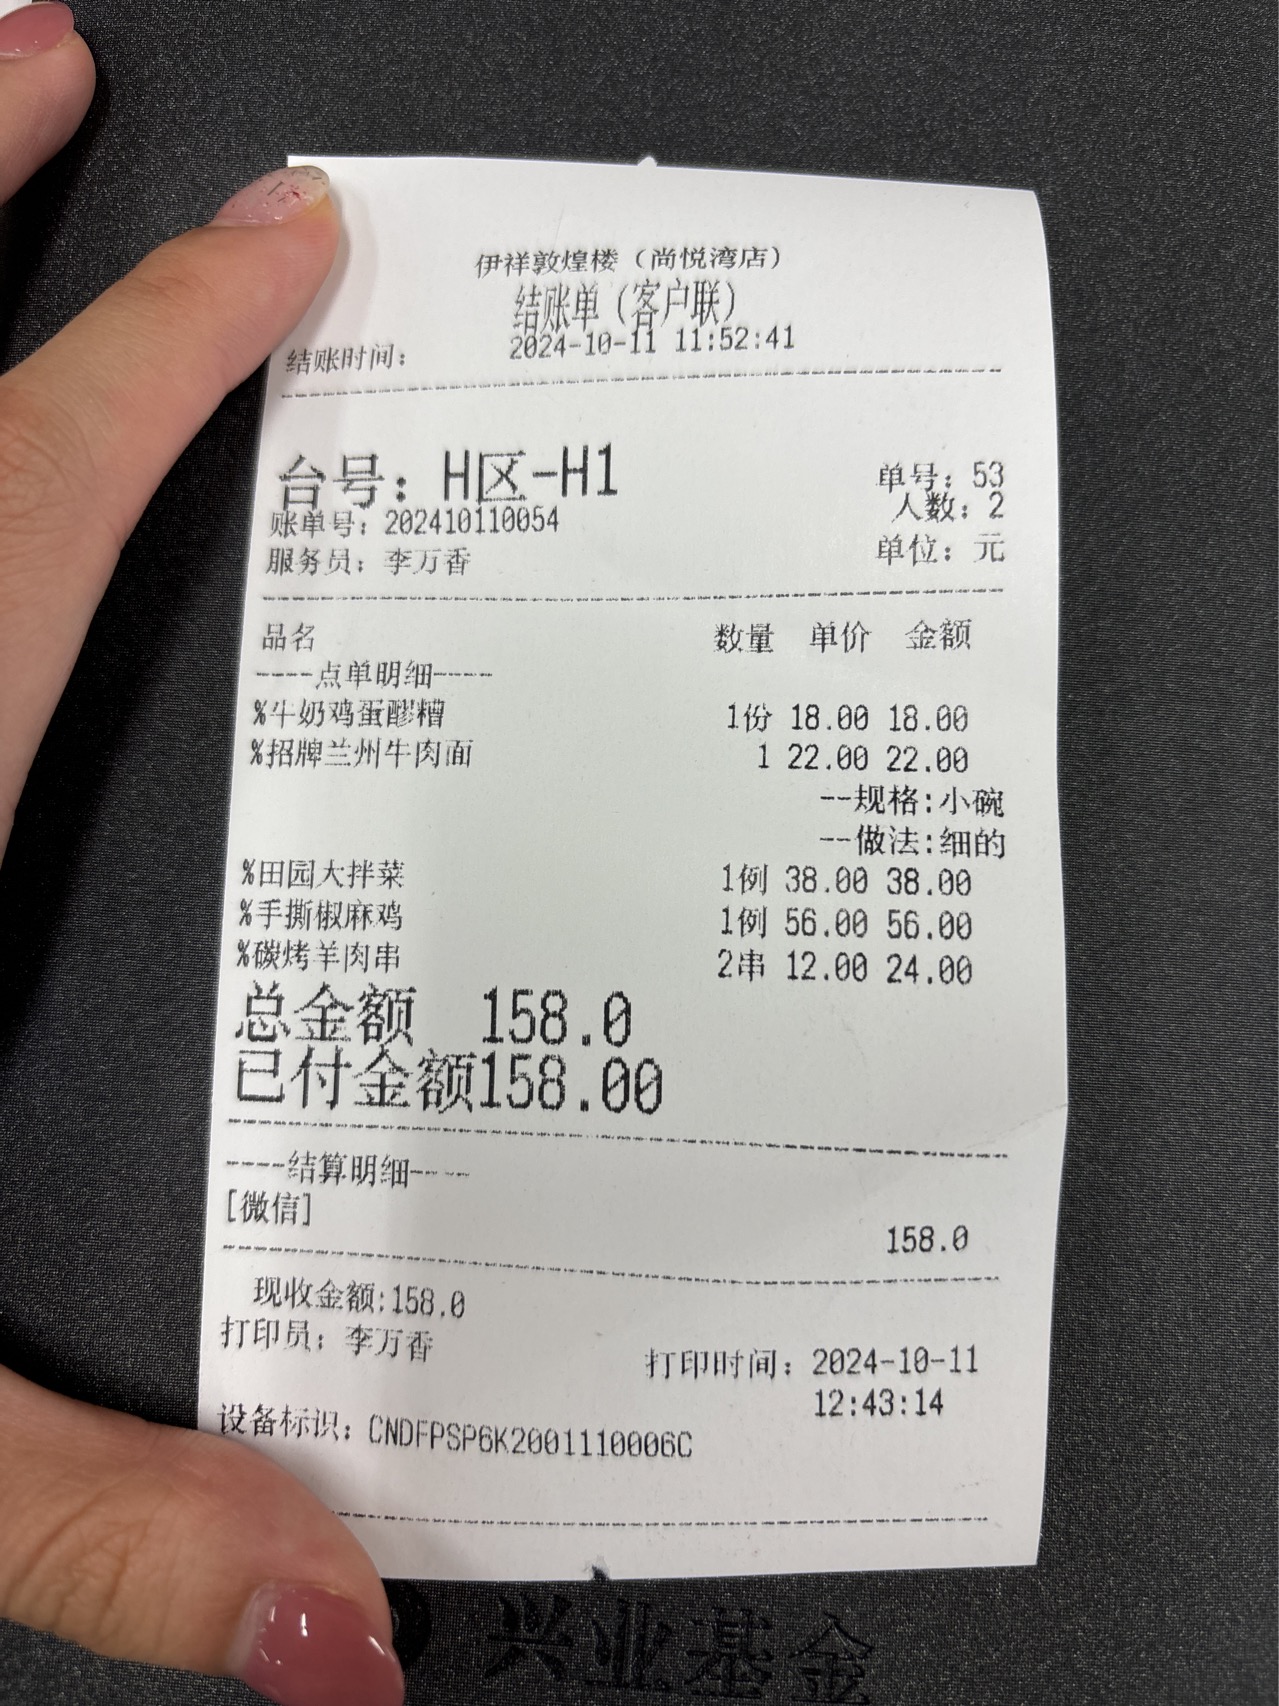 伊祥敦煌楼（尚悦湾店）
结账单（客户联）
结账时间： 2024-10-11 11:52:41
台号：H区-H1 单号：53
人数：2
账单号：202410110054
服务员：李万香 单位：元
品名 数量 单价 金额
----点单明细----
%牛奶鸡蛋醪糟 1份 18.00 18.00
%招牌兰州牛肉面 1 22.00 22.00
--规格:小碗
--做法:细的
%田园大拌菜 1例 38.00 38.00
%手撕椒麻鸡 1例 56.00 56.00
%碳烤羊肉串 2串 12.00 24.00
总金额 158.0
已付金额158.00
----结算明细----
[微信] 158.0
现收金额:158.0
打印员：李万香 打印时间：2024-10-11
12:43:14
设备标识：CNDFPSP6K2001110006C
兴业基金